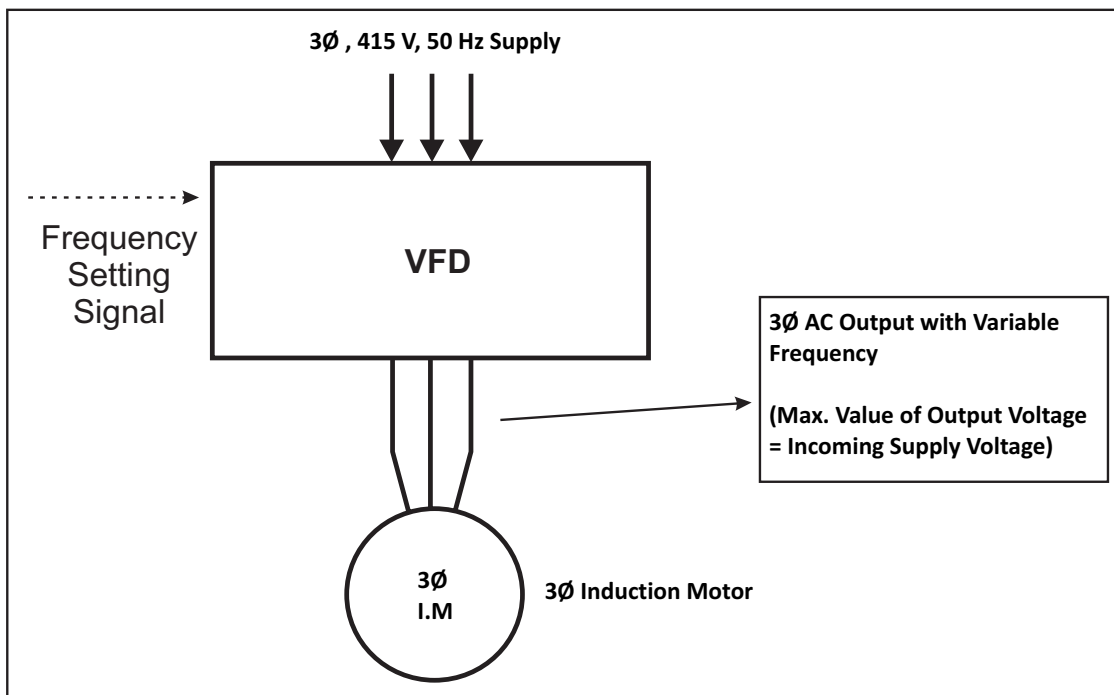 3Ø , 415 V, 50 Hz Supply
Frequency
Setting
Signal
VFD
3Ø AC Output with Variable
Frequency
(Max. Value of Output Voltage
= Incoming Supply Voltage)
3Ø
I.M
3Ø Induction Motor